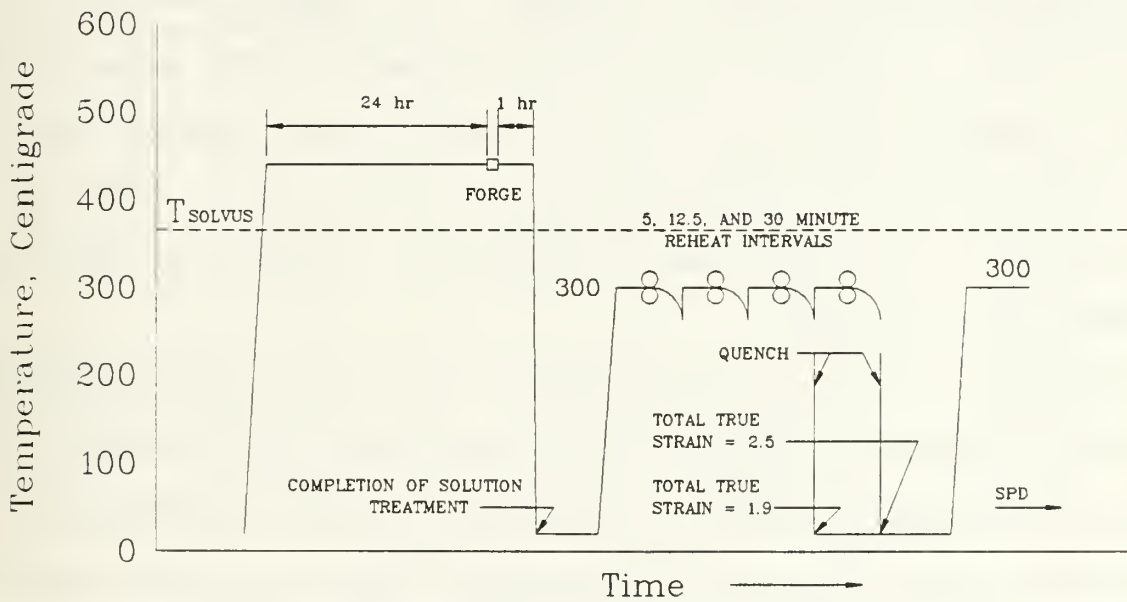 600
500
400
300
200
100
0
Temperature, Centigrade
24 hr
1 hr
FORGE
T SOLVUS
5, 12.5, AND 30 MINUTE
REHEAT INTERVALS
300
300
QUENCH
TOTAL TRUE
STRAIN = 2.5
COMPLETION OF SOLUTION
TREATMENT
TOTAL TRUE
STRAIN = 1.9
SPD
Time